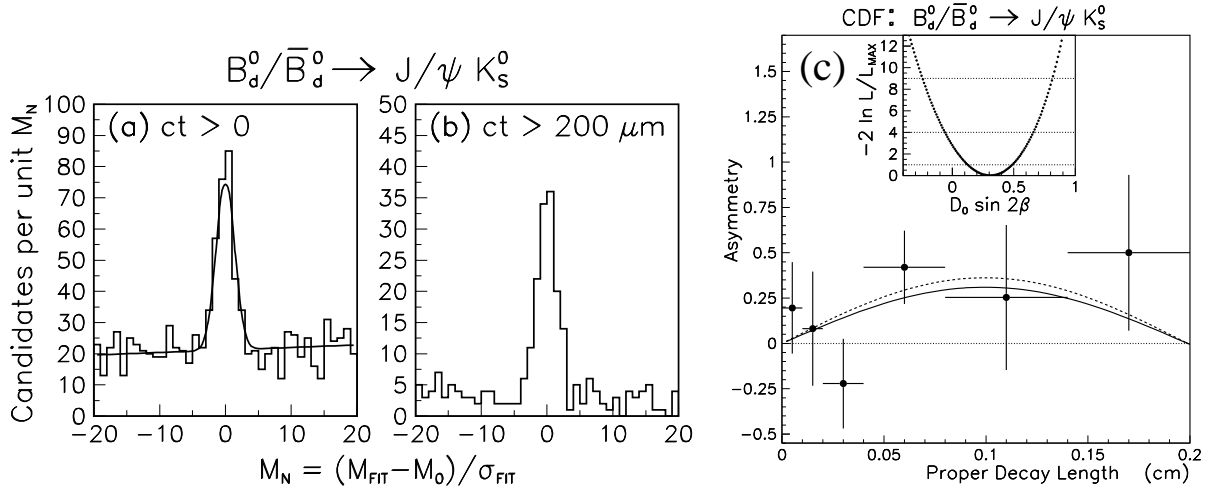 B⁰d/B̅⁰d → J/ψ K⁰s
Candidates per unit M_N
(a) ct > 0
100
90
80
70
60
50
40
30
20
10
0
−20 −10 0 10 20
(b) ct > 200 μm
50
45
40
35
30
25
20
15
10
5
0
−20 −10 0 10 20
M_N = (M_FIT−M_0)/σ_FIT
CDF: B⁰d/B̅⁰d → J/ψ K⁰s
(c)
Asymmetry
1.5
1.25
1
0.75
0.5
0.25
0
−0.25
−0.5
0 0.05 0.1 0.15 0.2
Proper Decay Length (cm)
−2 ln L/L_MAX
12
10
8
6
4
2
0
0 0.5 1
D_0 sin 2β